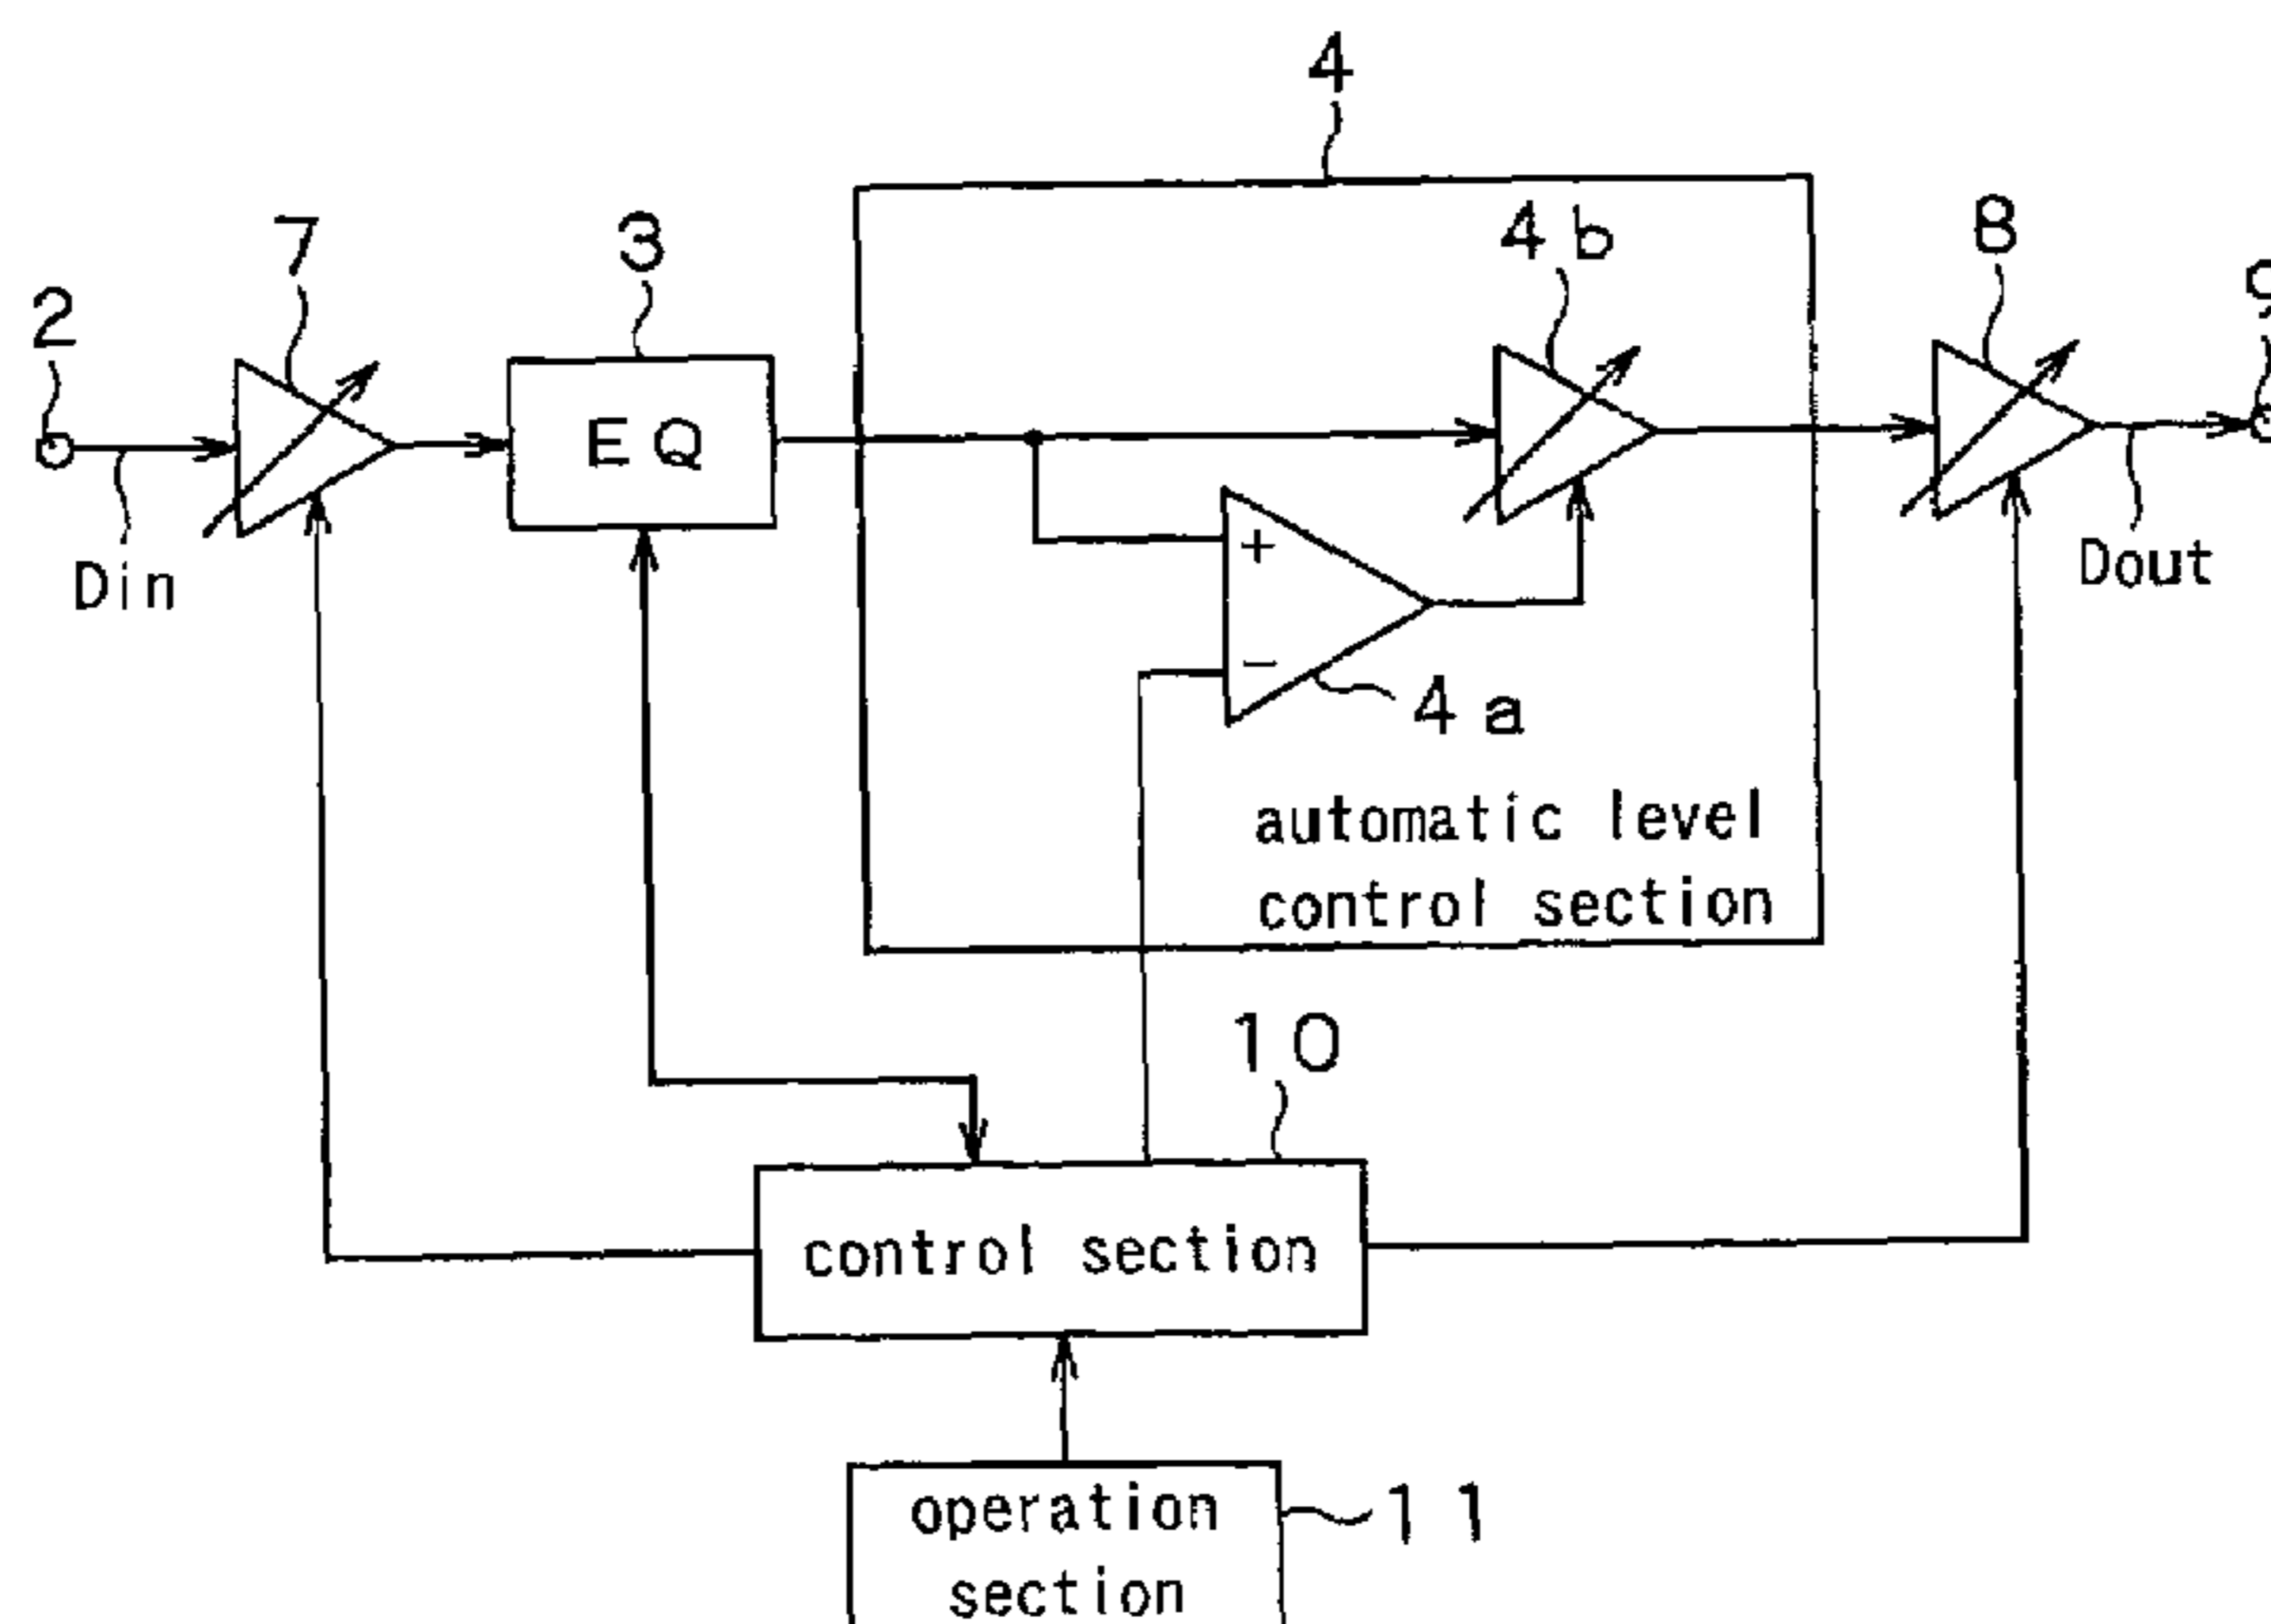 4
7
3
4b
8
2
9
EQ
+
Din
Dout
−
4a
automatic level
control section
10
control section
operation
11
section